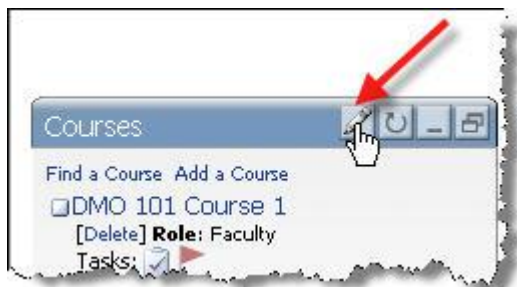 Courses
Find a Course Add a Course
DMO 101 Course 1
[Delete] Role: Faculty
Tasks: